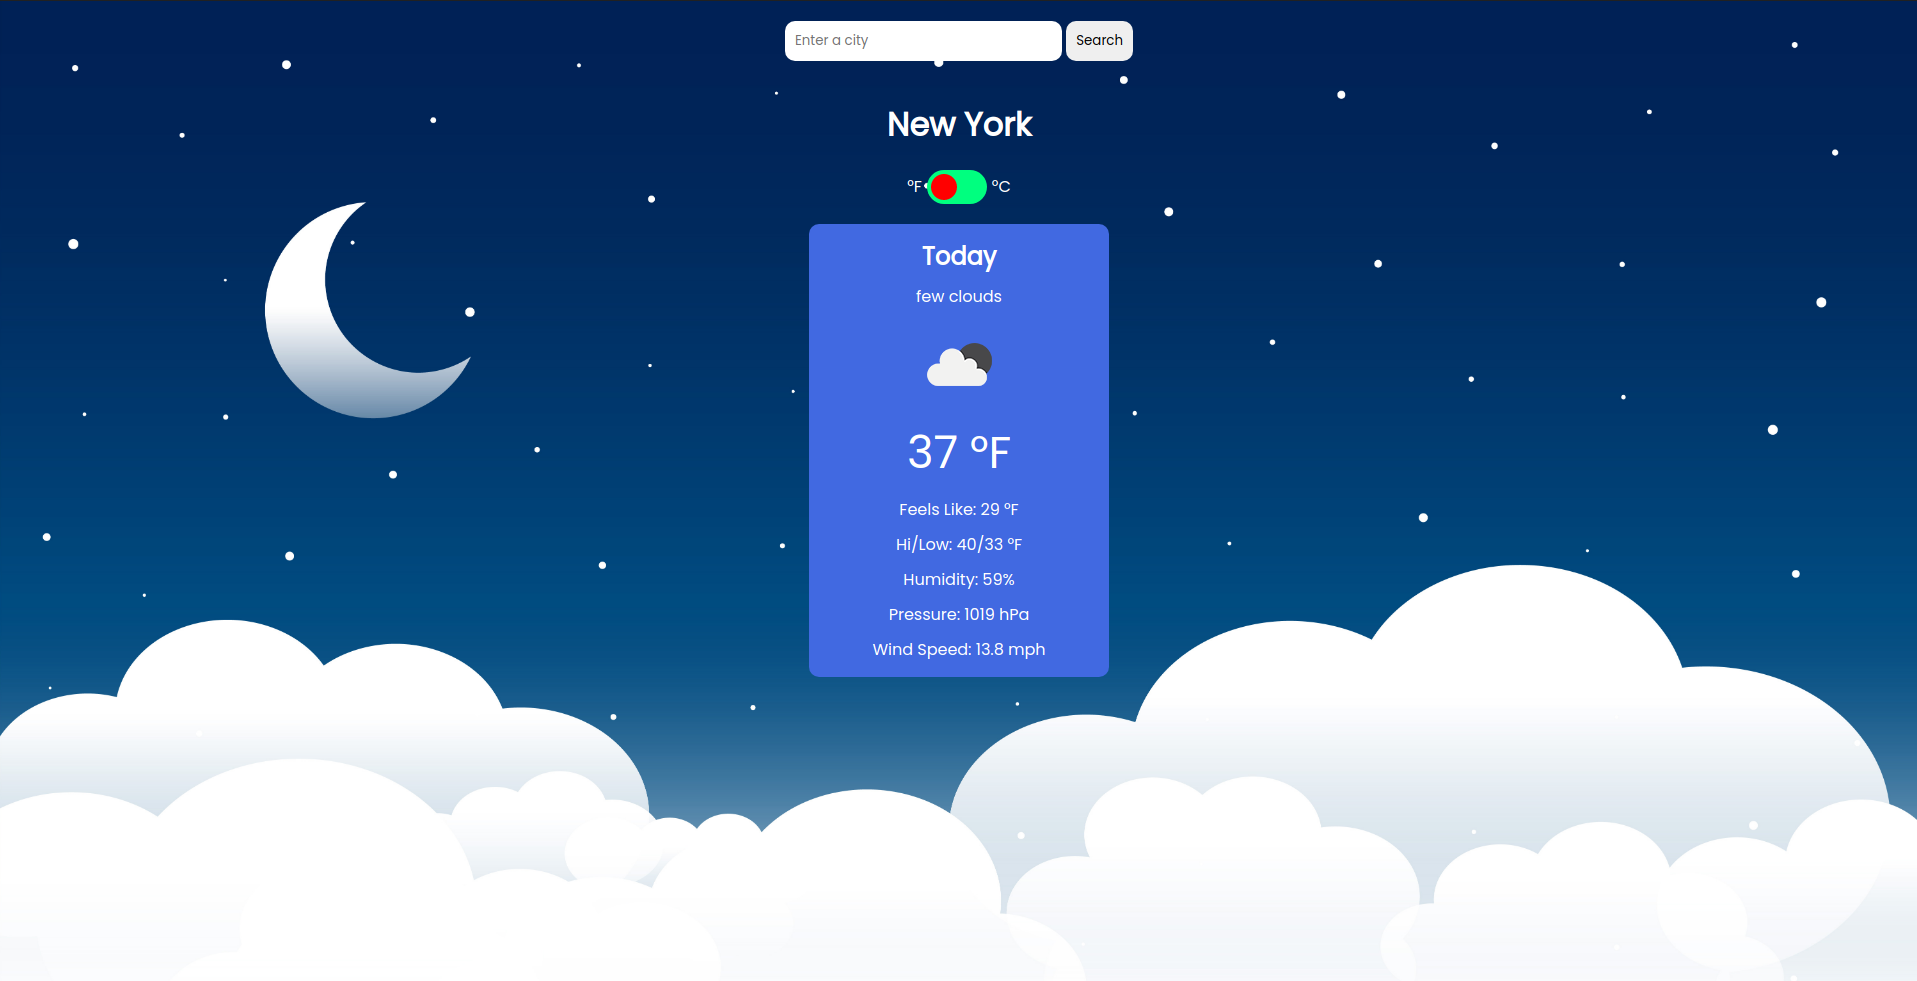 Enter a city Search
New York
°F °C
Today
few clouds
37 °F
Feels Like: 29 °F
Hi/Low: 40/33 °F
Humidity: 59%
Pressure: 1019 hPa
Wind Speed: 13.8 mph